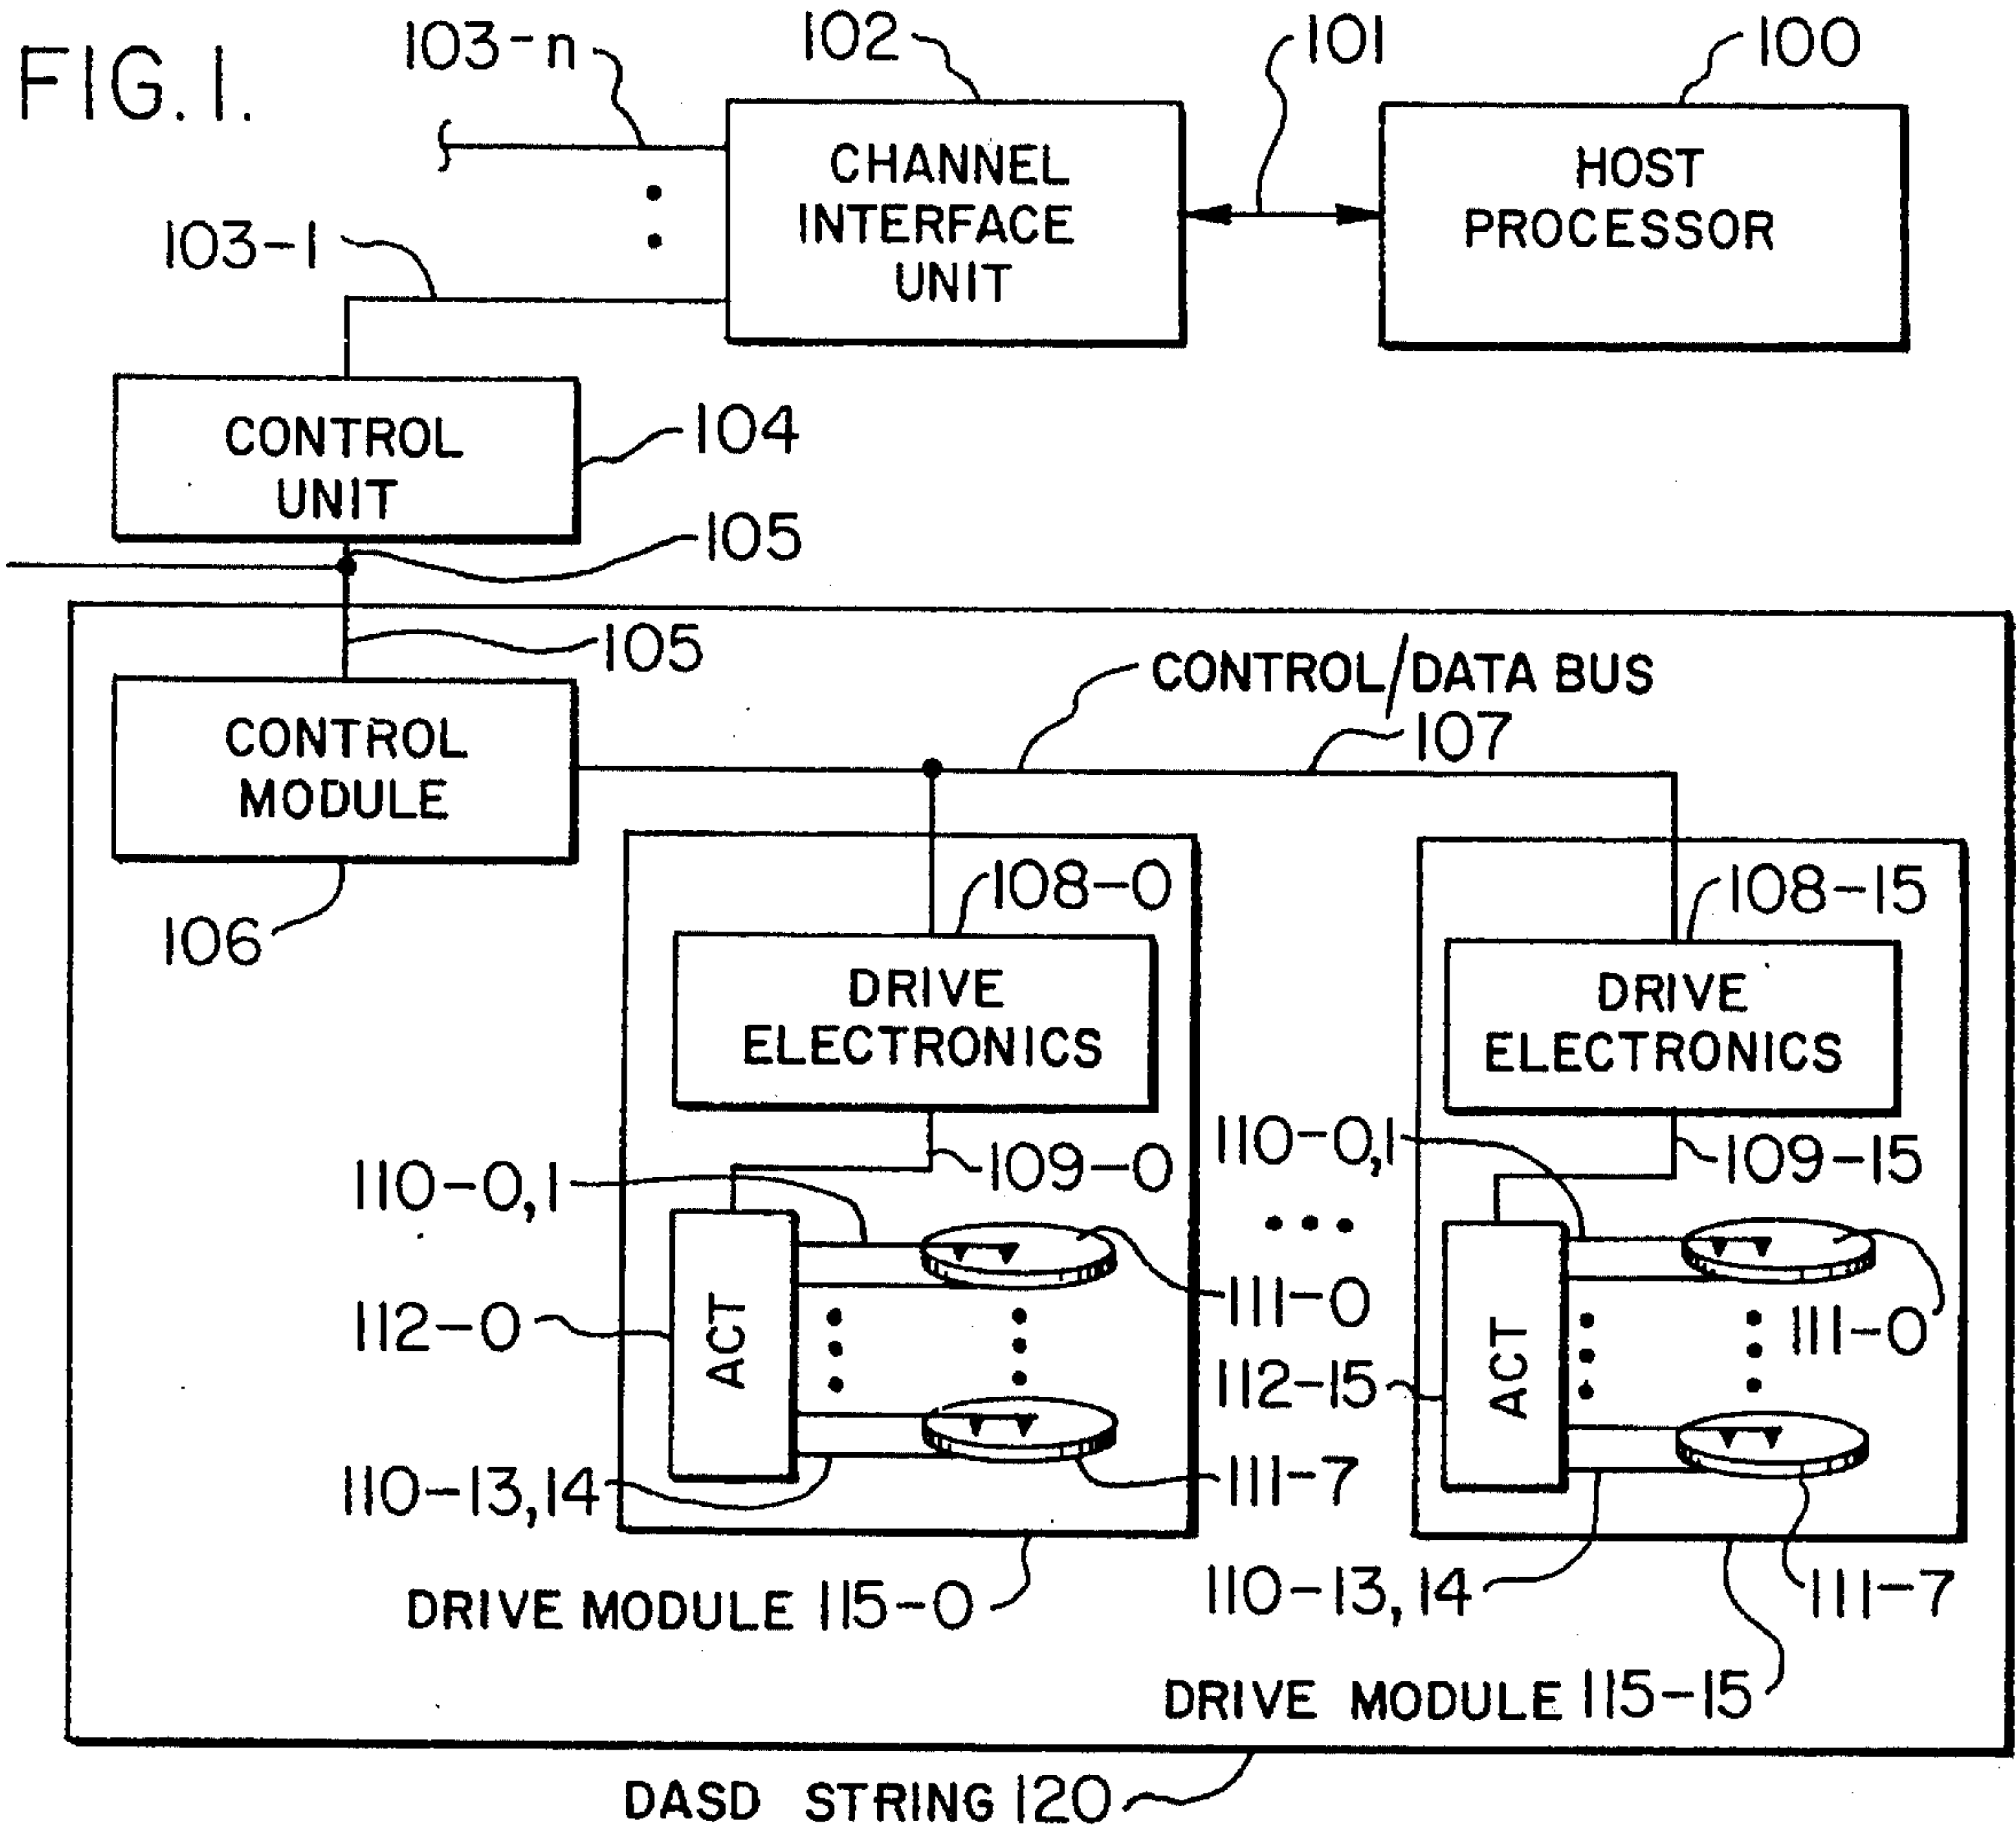 FIG. 1.
103-n
102
101
100
CHANNEL
INTERFACE
UNIT
HOST
PROCESSOR
103-1
CONTROL
UNIT
104
105
105
CONTROL/DATA BUS
107
CONTROL
MODULE
106
108-0
108-15
DRIVE
ELECTRONICS
DRIVE
ELECTRONICS
110-0,1
109-0
110-0,1
109-15
112-0
ACT
111-0
112-15
ACT
111-0
110-13,14
111-7
110-13,14
111-7
DRIVE MODULE 115-0
DRIVE MODULE 115-15
DASD STRING 120